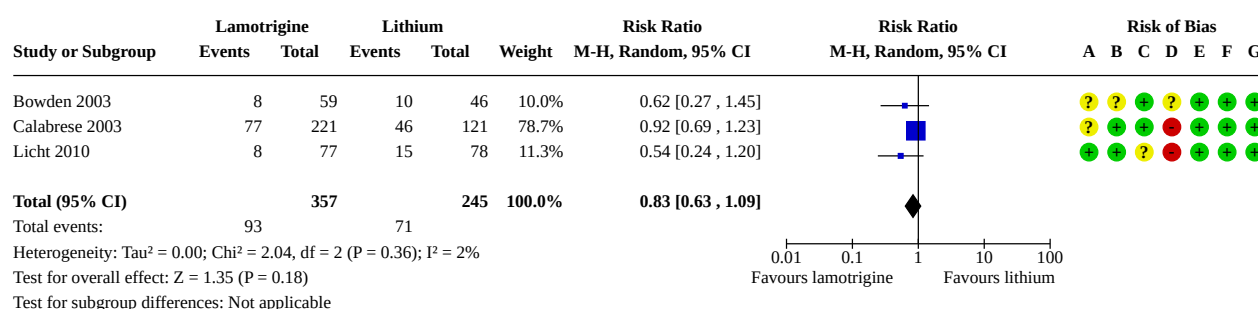 Lamotrigine Lithium Risk Ratio Risk Ratio Risk of Bias
Study or Subgroup Events Total Events Total Weight M-H, Random, 95% CI M-H, Random, 95% CI A B C D E F G
Bowden 2003 8 59 10 46 10.0% 0.62 [0.27 , 1.45] ? ? + ? + + +
Calabrese 2003 77 221 46 121 78.7% 0.92 [0.69 , 1.23] ? + + - + + +
Licht 2010 8 77 15 78 11.3% 0.54 [0.24 , 1.20] + + ? - + + +
Total (95% CI) 357 245 100.0% 0.83 [0.63 , 1.09]
Total events: 93 71
Heterogeneity: Tau² = 0.00; Chi² = 2.04, df = 2 (P = 0.36); I² = 2%
0.01 0.1 1 10 100
Test for overall effect: Z = 1.35 (P = 0.18)
Favours lamotrigine Favours lithium
Test for subgroup differences: Not applicable